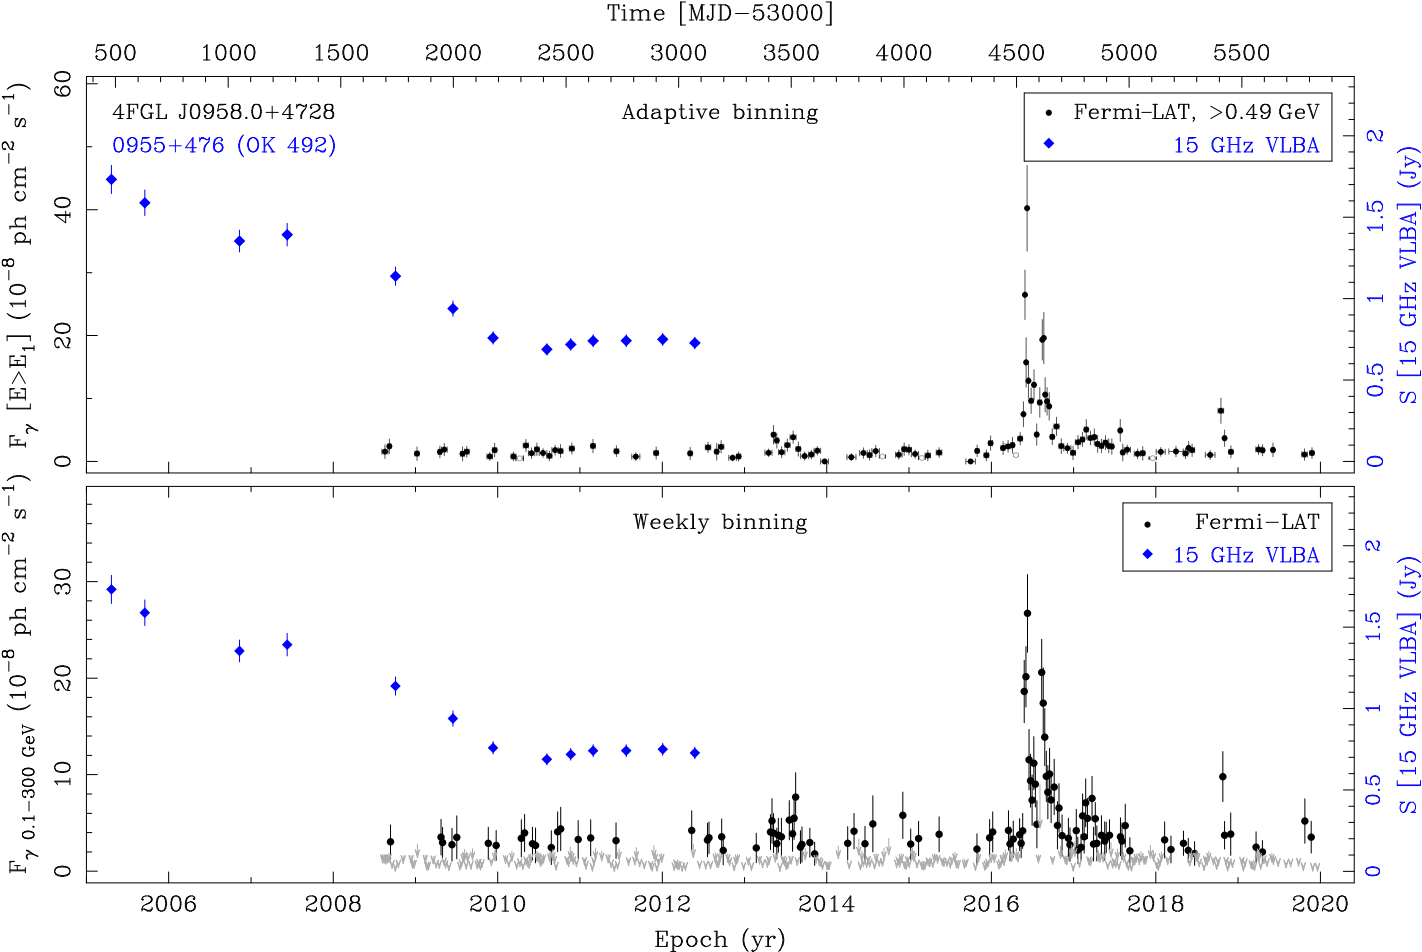 Time [MJD−53000]
500 1000 1500 2000 2500 3000 3500 4000 4500 5000 5500
4FGL J0958.0+4728
0955+476 (OK 492)
Adaptive binning
Fermi−LAT, >0.49 GeV
15 GHz VLBA
F_γ [E>E_1] (10^−8 ph cm^−2 s^−1)
60
40
20
0
2
1.5
1
0.5
0
S [15 GHz VLBA] (Jy)
Weekly binning
Fermi−LAT
15 GHz VLBA
F_γ 0.1−300 GeV (10^−8 ph cm^−2 s^−1)
30
20
10
0
2
1.5
1
0.5
0
S [15 GHz VLBA] (Jy)
2006 2008 2010 2012 2014 2016 2018 2020
Epoch (yr)